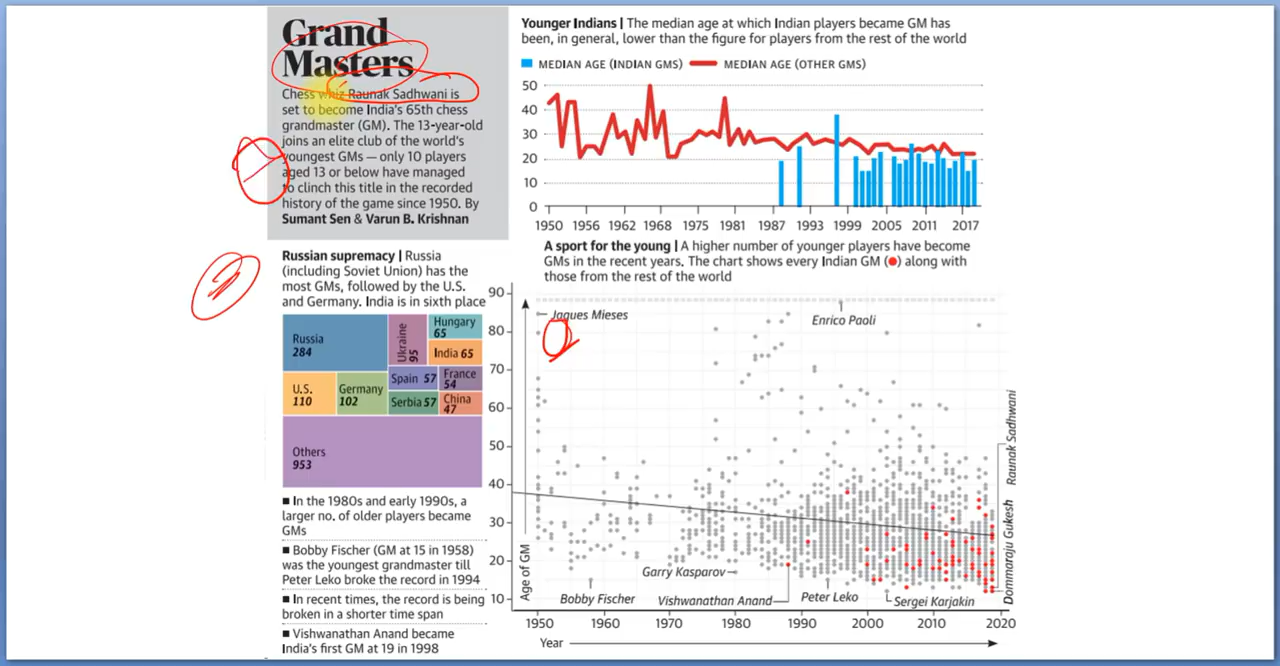 Grand
Masters
Chess whiz Raunak Sadhwani is
set to become India's 65th chess
grandmaster (GM). The 13-year-old
joins an elite club of the world's
youngest GMs — only 10 players
aged 13 or below have managed
to clinch this title in the recorded
history of the game since 1950. By
Sumant Sen & Varun B. Krishnan
Younger Indians | The median age at which Indian players became GM has
been, in general, lower than the figure for players from the rest of the world
MEDIAN AGE (INDIAN GMS) MEDIAN AGE (OTHER GMS)
50
40
30
20
10
0
1950 1956 1962 1969 1975 1981 1987 1993 1999 2005 2011 2017
Russian supremacy | Russia
(including Soviet Union) has the
most GMs, followed by the U.S.
and Germany. India is in sixth place
Russia
284
Ukraine
95
Hungary
65
India 65
U.S.
110
Germany
102
Spain 57
France
54
Serbia 57
China
47
Others
953
■ In the 1980s and early 1990s, a
larger no. of older players became
GMs
■ Bobby Fischer (GM at 15 in 1958)
was the youngest grandmaster till
Peter Leko broke the record in 1994
■ In recent times, the record is being
broken in a shorter time span
■ Vishwanathan Anand became
India's first GM at 19 in 1998
A sport for the young | A higher number of younger players have become
GMs in the recent years. The chart shows every Indian GM (●) along with
those from the rest of the world
90
80
70
60
50
40
30
20
10
Age of GM
Jaques Mieses
Enrico Paoli
Garry Kasparov
Bobby Fischer
Vishwanathan Anand
Peter Leko
Sergei Karjakin
Raunak Sadhwani
Dommaraju Gukesh
1950 1960 1970 1980 1990 2000 2010 2020
Year